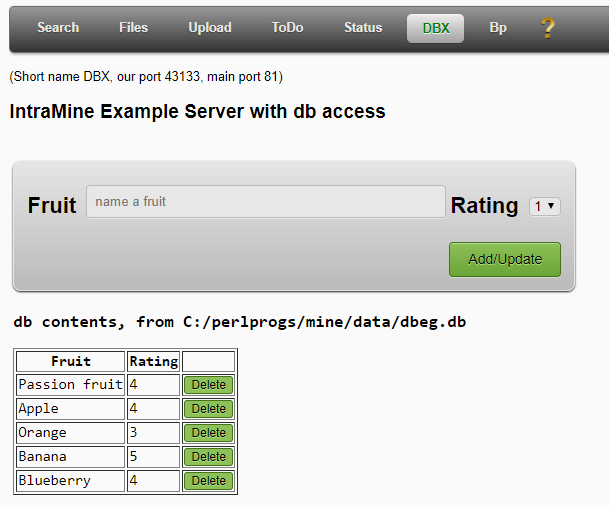 Search Files Upload ToDo Status DBX Bp ?
(Short name DBX, our port 43133, main port 81)
IntraMine Example Server with db access
Fruit name a fruit Rating 1
Add/Update
db contents, from C:/perlprogs/mine/data/dbeg.db
Fruit Rating
Passion fruit 4 Delete
Apple 4 Delete
Orange 3 Delete
Banana 5 Delete
Blueberry 4 Delete